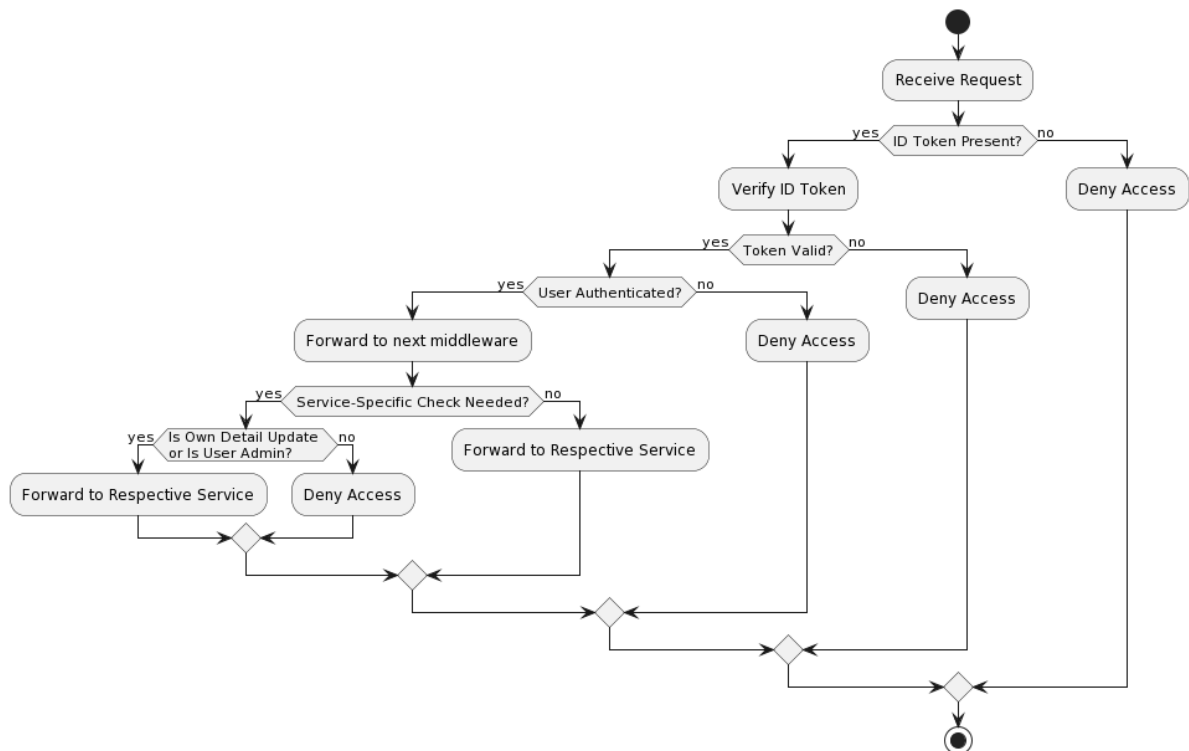 Receive Request
yes
ID Token Present?
no
Verify ID Token
Deny Access
yes
Token Valid?
no
yes
User Authenticated?
no
Deny Access
Forward to next middleware
Deny Access
yes
Service-Specific Check Needed?
no
yes
Is Own Detail Update
or Is User Admin?
no
Forward to Respective Service
Forward to Respective Service
Deny Access